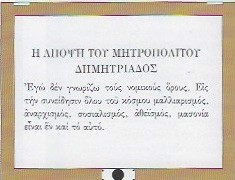 Η ΑΠΟΨΗ ΤΟΥ ΜΗΤΡΟΠΟΛΙΤΟΥ
ΔΗΜΗΤΡΙΑΔΟΣ
Ἐγὼ δὲν γνωρίζω τοὺς νομικοὺς ὅρους. Εἰς
τὴν συνείδησιν ὅλου τοῦ κόσμου μαλλιαρισμός,
ἀναρχισμός, σοσιαλισμός, ἀθεϊσμός, μασονία
εἶναι ἓν καὶ τὸ αὐτό.